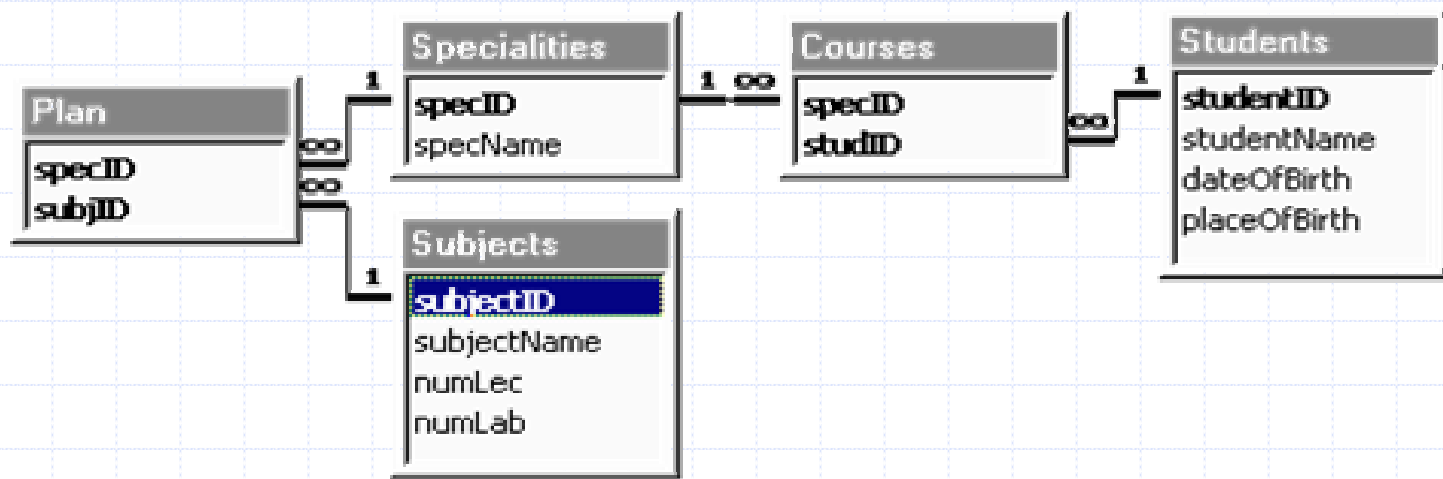 Plan
specID
subjID
Specialities
specID
specName
Subjects
subjectID
subjectName
numLec
numLab
Courses
specID
studID
Students
studentID
studentName
dateOfBirth
placeOfBirth
1
∞
∞
1
1
∞
∞
1